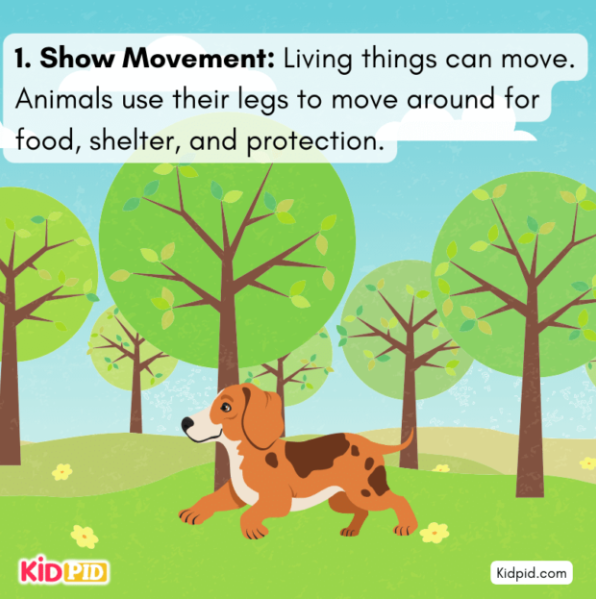 1. Show Movement: Living things can move.
Animals use their legs to move around for
food, shelter, and protection.
KiDPID
Kidpid.com